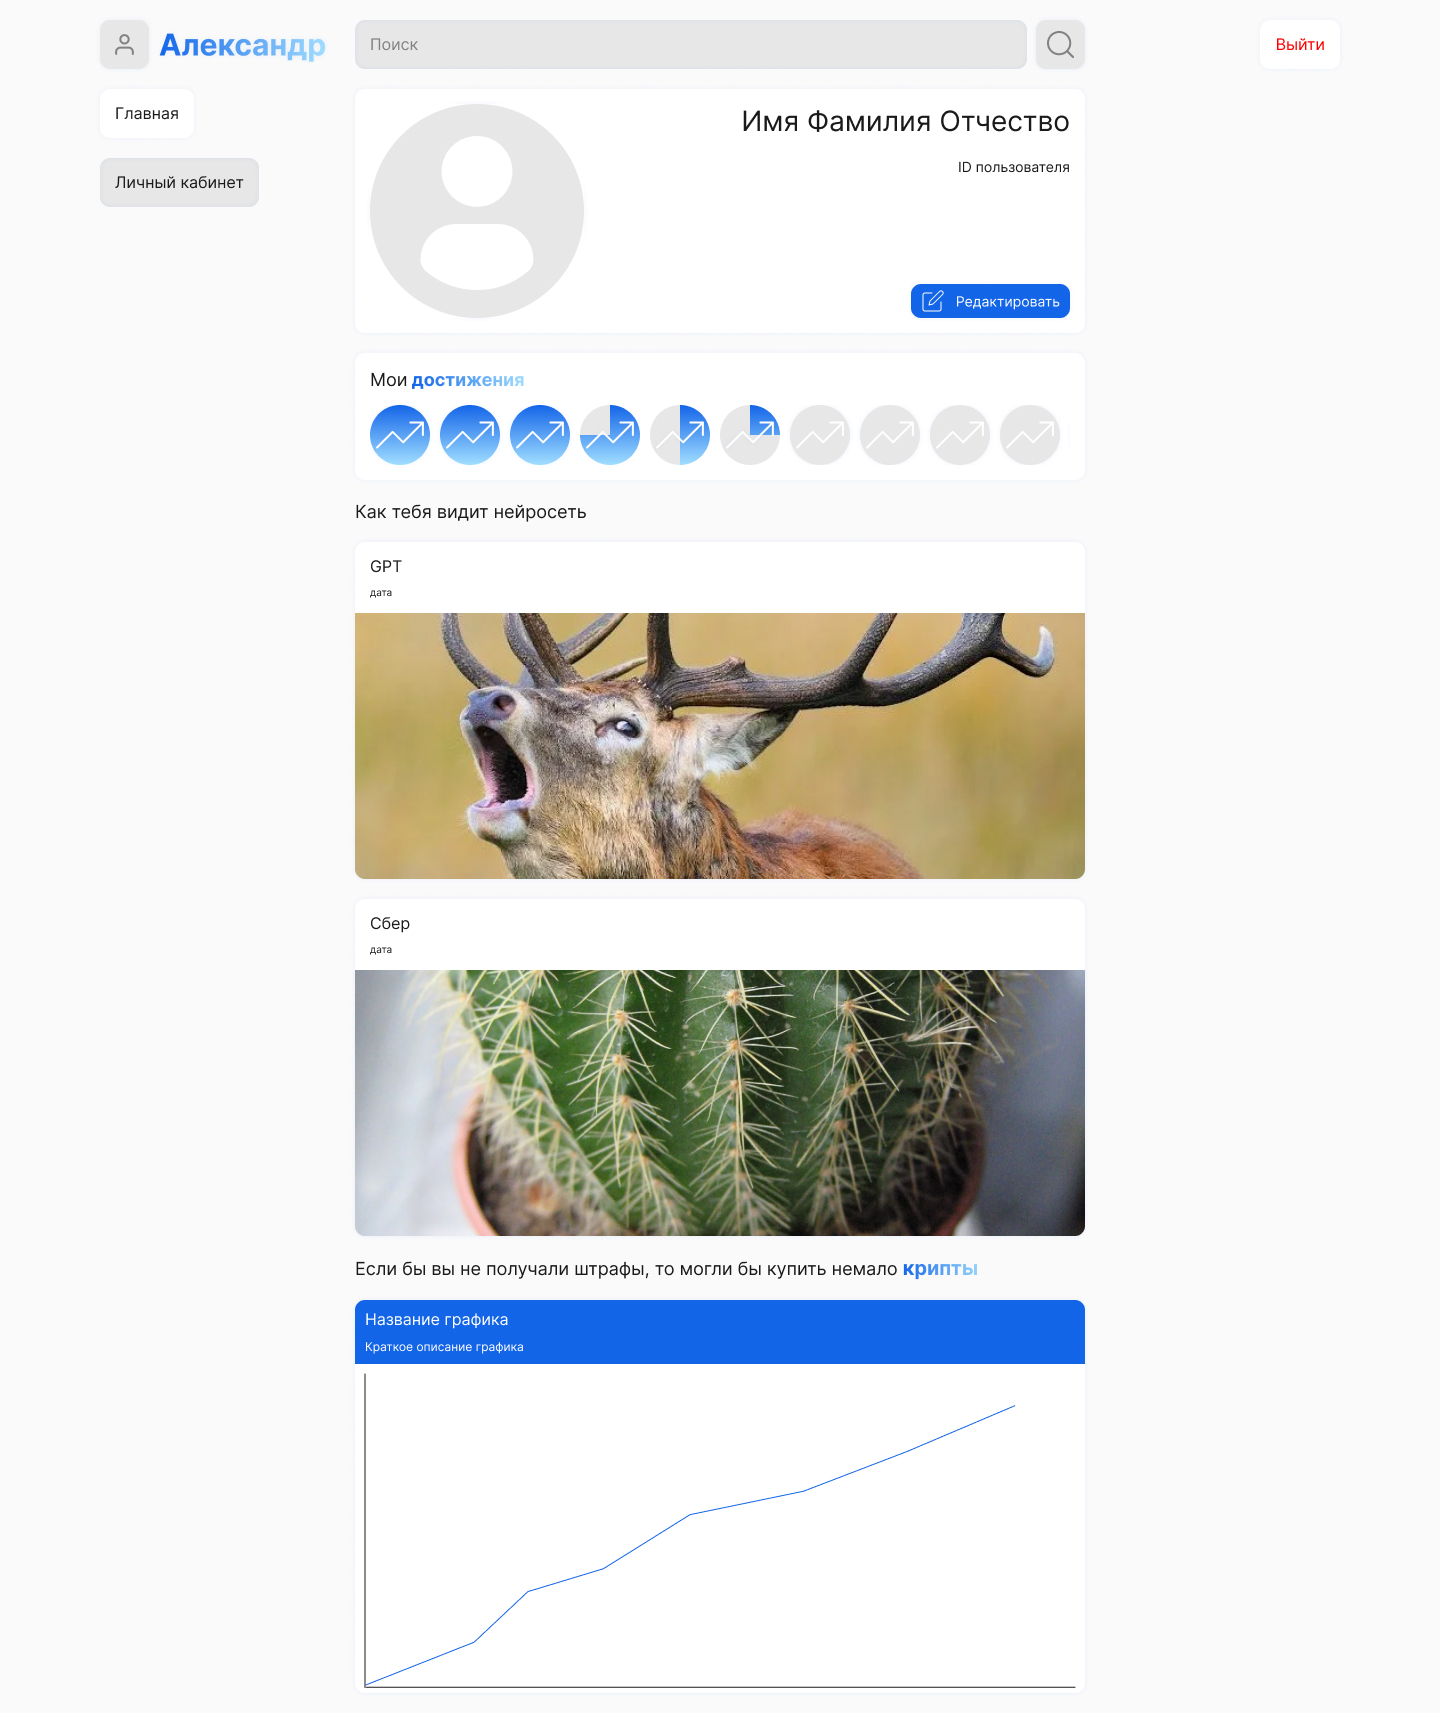 Александр
Поиск
Выйти
Главная
Личный кабинет
Имя Фамилия Отчество
ID пользователя
Редактировать
Мои достижения
Как тебя видит нейросеть
GPT
дата
Сбер
дата
Если бы вы не получали штрафы, то могли бы купить немало крипты
Название графика
Краткое описание графика